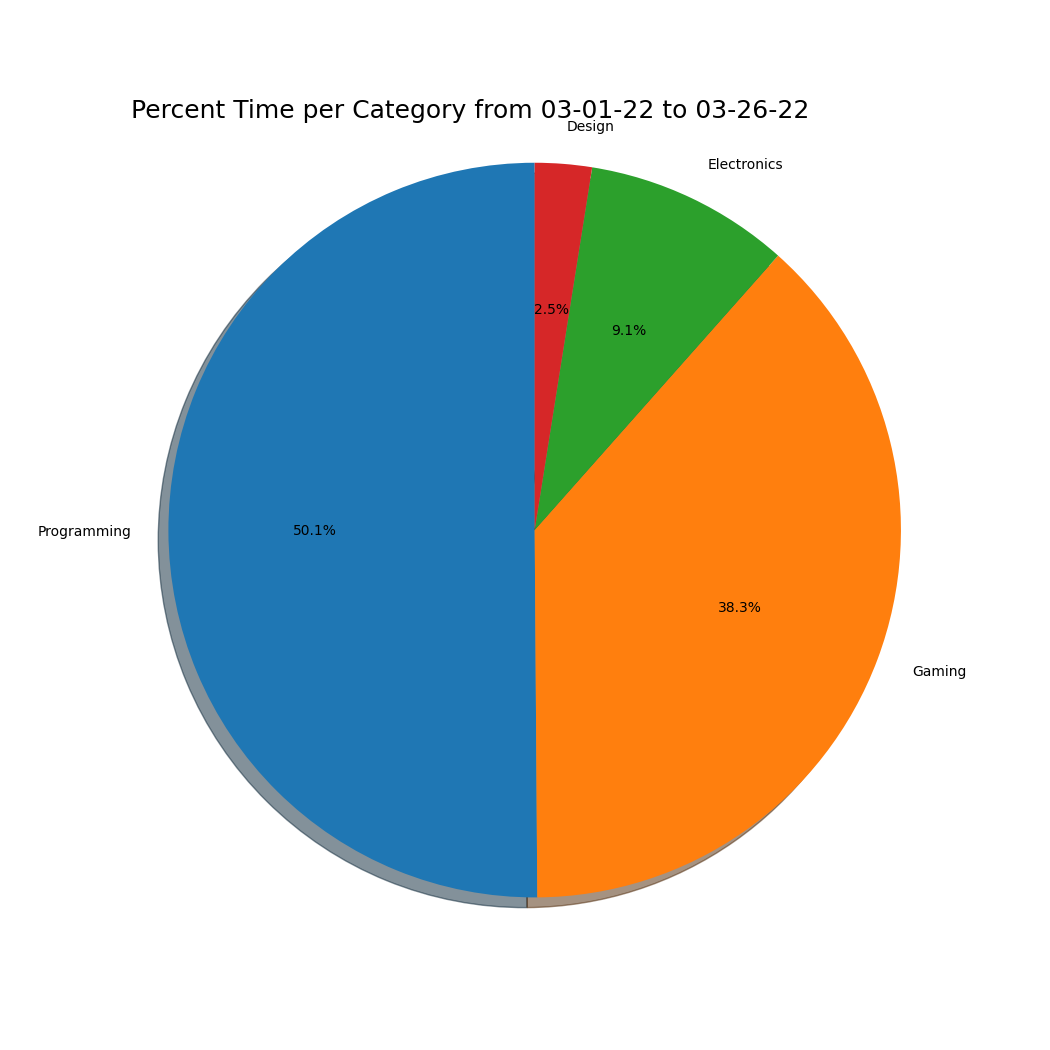 Percent Time per Category from 03-01-22 to 03-26-22
Design
Electronics
2.5%
9.1%
Programming
50.1%
38.3%
Gaming